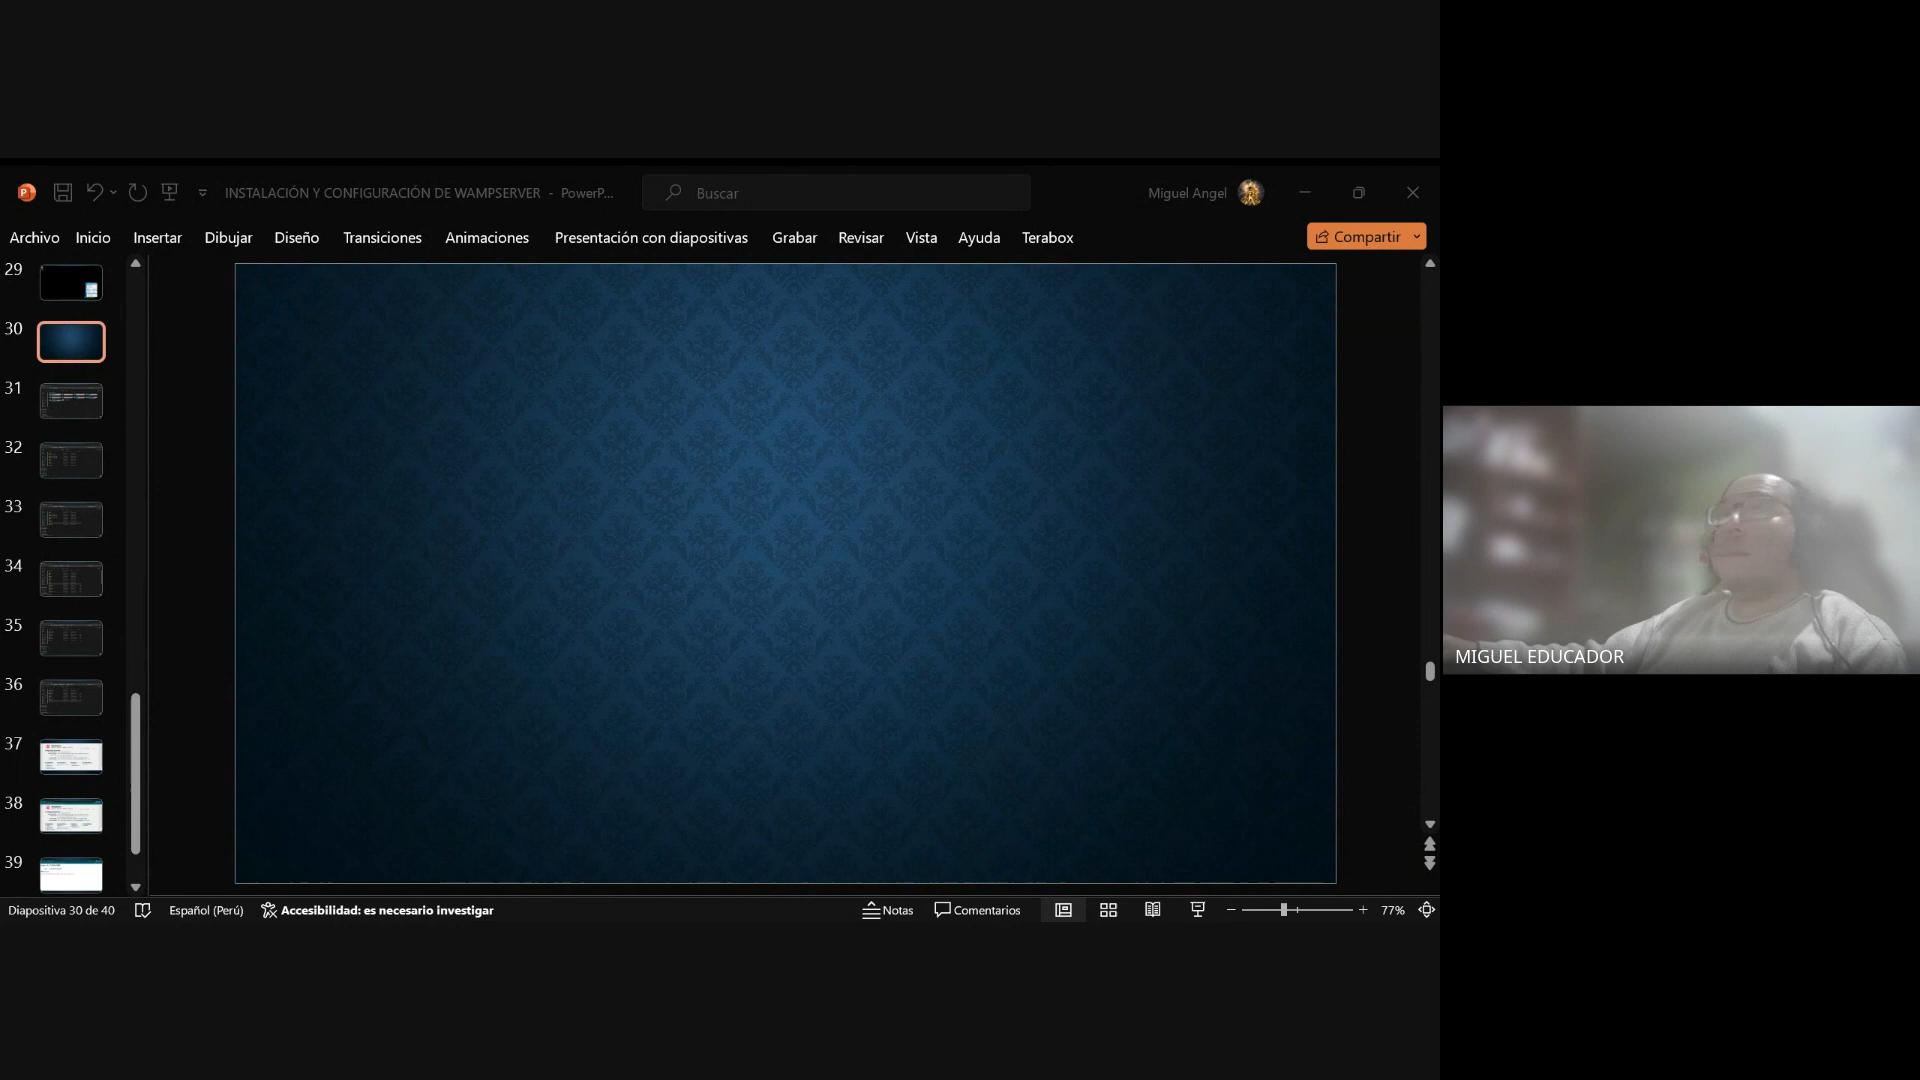 INSTALACIÓN Y CONFIGURACIÓN DE WAMPSERVER - PowerP...
Buscar
Miguel Angel
Archivo Inicio Insertar Dibujar Diseño Transiciones Animaciones Presentación con diapositivas Grabar Revisar Vista Ayuda Terabox
Compartir
29
30
31
32
33
34
35
36
37
38
39
MIGUEL EDUCADOR
Diapositiva 30 de 40 Español (Perú) Accesibilidad: es necesario investigar Notas Comentarios 77%